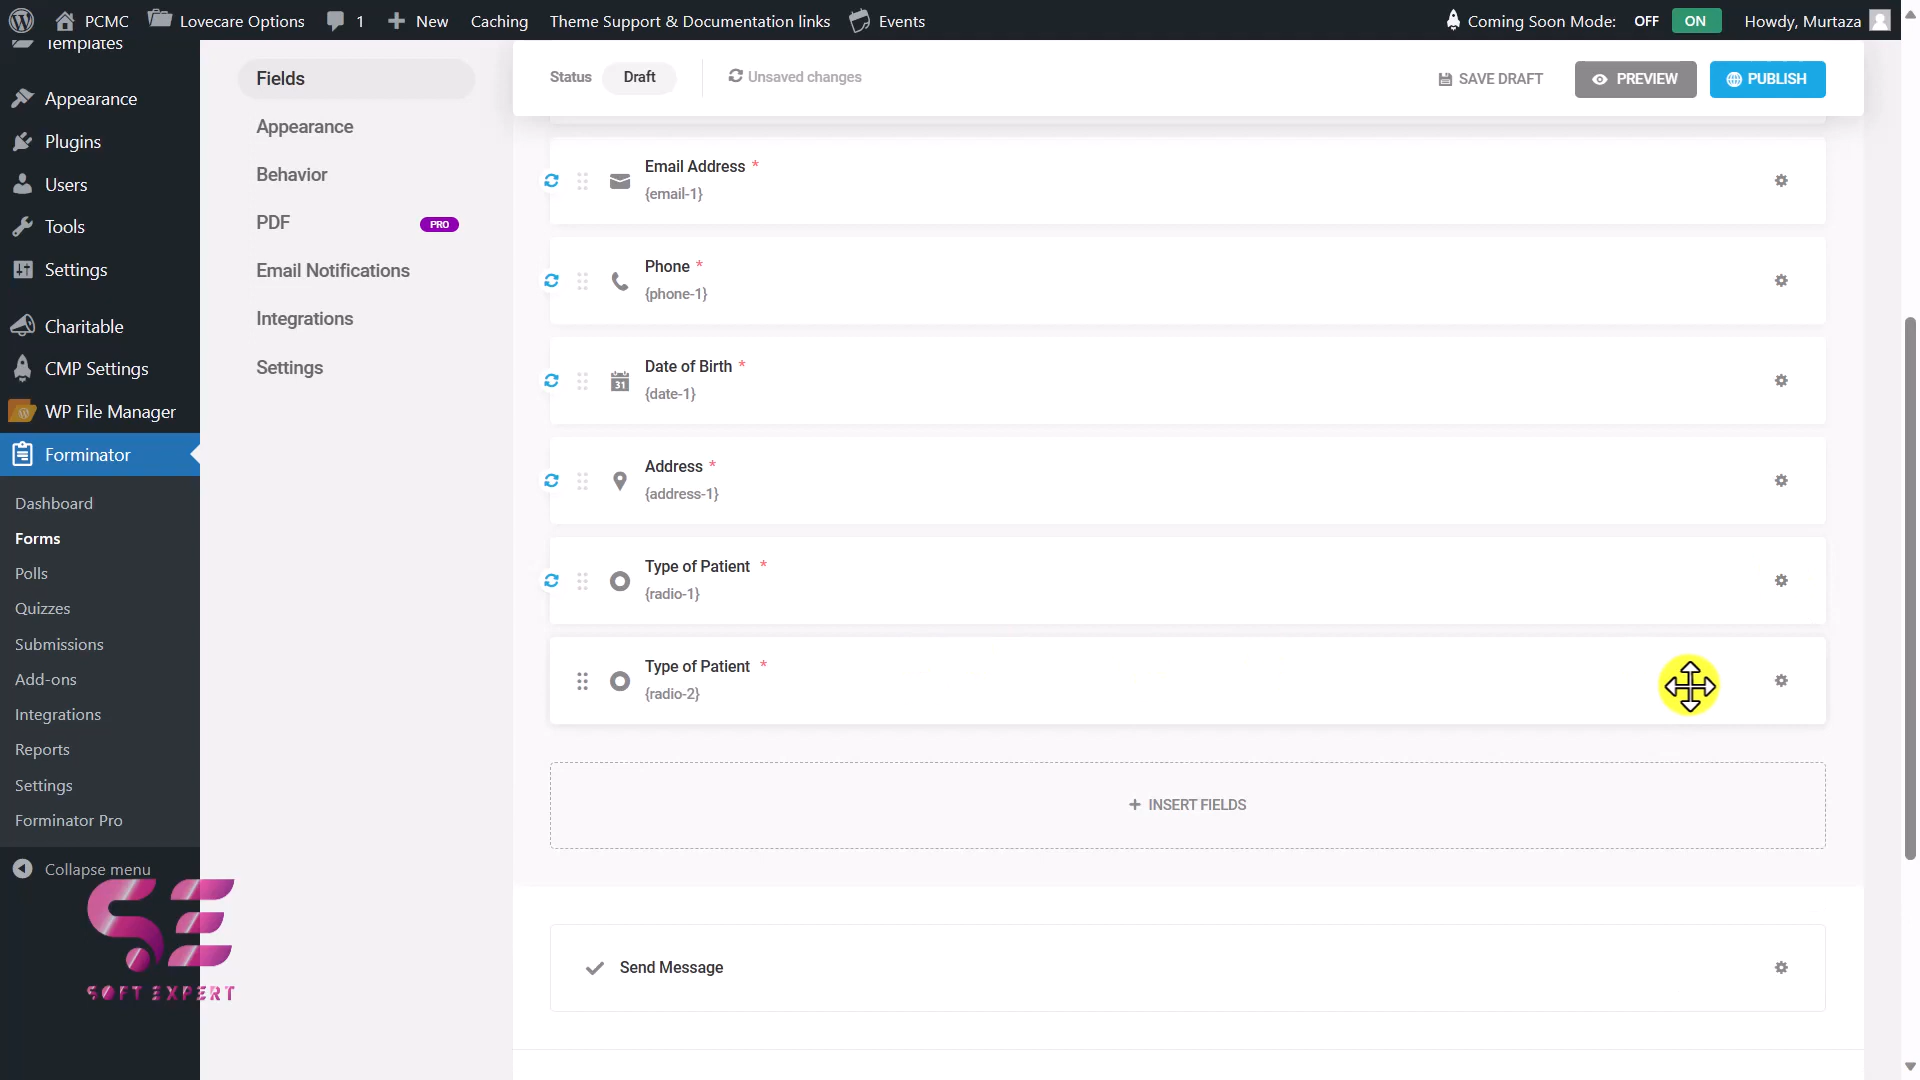 PCMC
Lovecare Options
1
New
Caching
Theme Support & Documentation links
Events
Coming Soon Mode:
OFF
ON
Howdy, Murtaza
Templates
Appearance
Plugins
Users
Tools
Settings
Charitable
CMP Settings
WP File Manager
Forminator
Dashboard
Forms
Polls
Quizzes
Submissions
Add-ons
Integrations
Reports
Settings
Forminator Pro
Collapse menu
SE
SOFT EXPERT
Fields
Appearance
Behavior
PDF
PRO
Email Notifications
Integrations
Settings
Status
Draft
Unsaved changes
SAVE DRAFT
PREVIEW
PUBLISH
Email Address *
{email-1}
Phone *
{phone-1}
31
Date of Birth *
{date-1}
Address *
{address-1}
Type of Patient *
{radio-1}
Type of Patient *
{radio-2}
+ INSERT FIELDS
Send Message